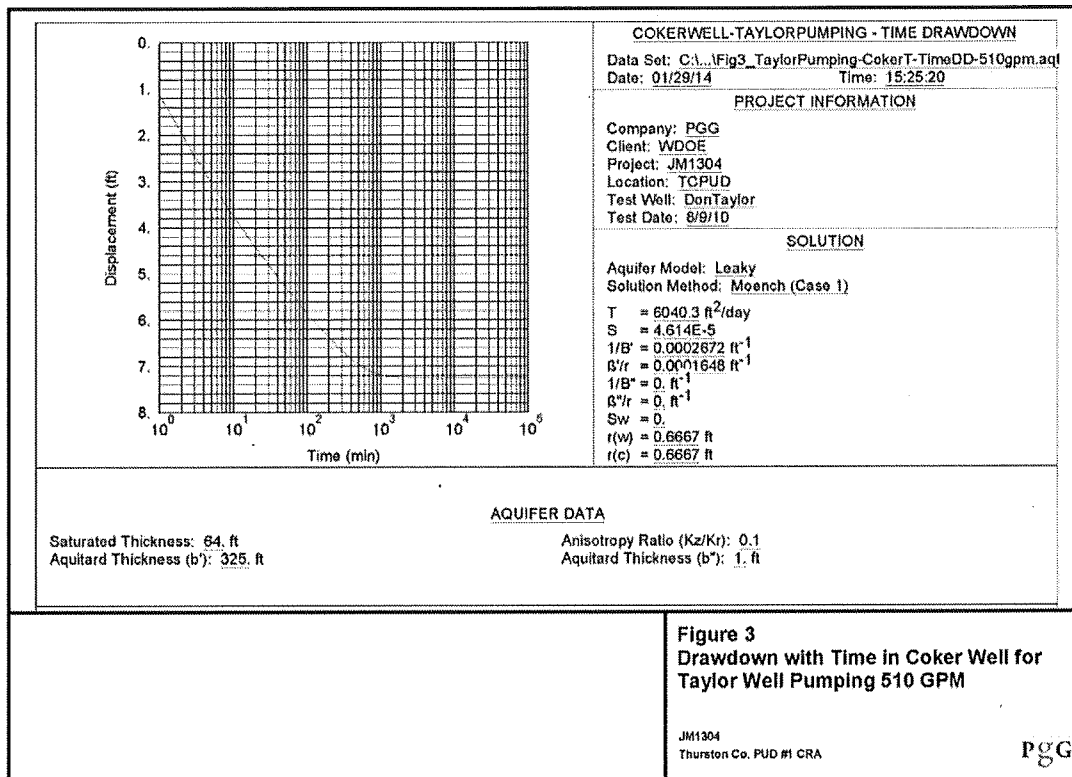 COKERWELL-TAYLORPUMPING - TIME DRAWDOWN
Data Set: C:\...\Fig3_TaylorPumping-CokerT-TimeDD-510gpm.aqt
Date: 01/29/14 Time: 15:25:20
PROJECT INFORMATION
Company: PGG
Client: WDOE
Project: JM1304
Location: TCPUD
Test Well: DonTaylor
Test Date: 8/9/10
SOLUTION
Aquifer Model: Leaky
Solution Method: Moench (Case 1)
T = 6040.3 ft²/day
S = 4.614E-5
1/B' = 0.0002672 ft⁻¹
ß'/r = 0.0001648 ft⁻¹
1/B" = 0. ft⁻¹
ß"/r = 0. ft⁻¹
Sw = 0.
r(w) = 0.6667 ft
r(c) = 0.6667 ft
0.
1.
2.
3.
4.
5.
6.
7.
8.
Displacement (ft)
10⁰ 10¹ 10² 10³ 10⁴ 10⁵
Time (min)
AQUIFER DATA
Saturated Thickness: 64. ft Anisotropy Ratio (Kz/Kr): 0.1
Aquitard Thickness (b'): 325. ft Aquitard Thickness (b"): 1. ft
Figure 3
Drawdown with Time in Coker Well for
Taylor Well Pumping 510 GPM
JM1304
Thurston Co. PUD #1 CRA
PgG